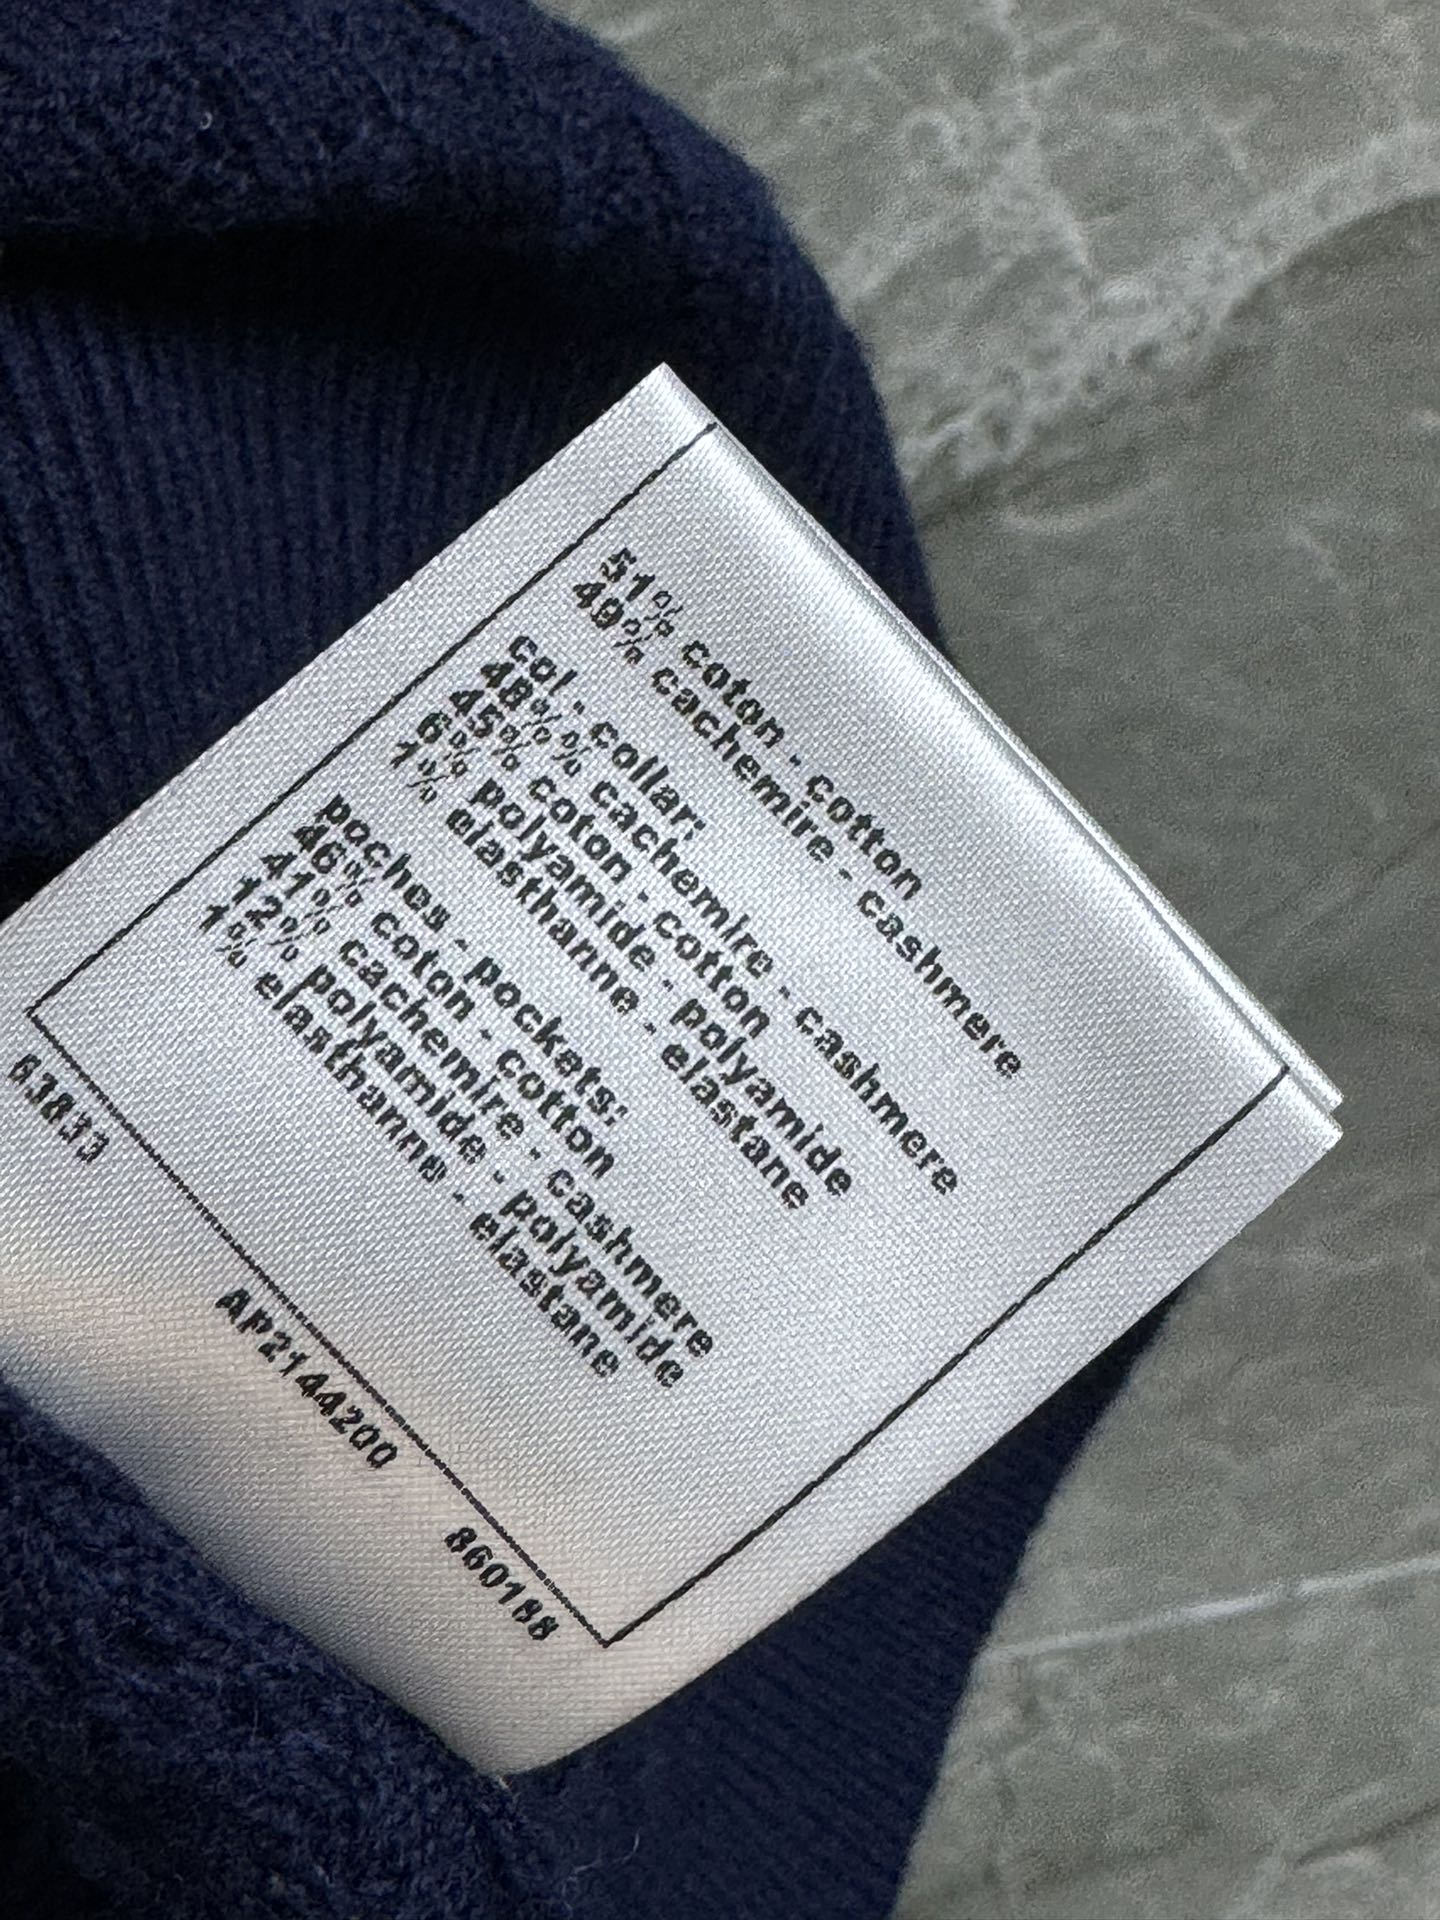 51% coton - cotton
49% cachemire - cashmere
col - collar:
48% cachemire - cashmere
45% coton - cotton
6% polyamide - polyamide
1% elasthanne - elastane
poches - pockets:
46% coton - cotton
41% cachemire - cashmere
12% polyamide - polyamide
1% elasthanne - elastane
63833 AP2144200 860188